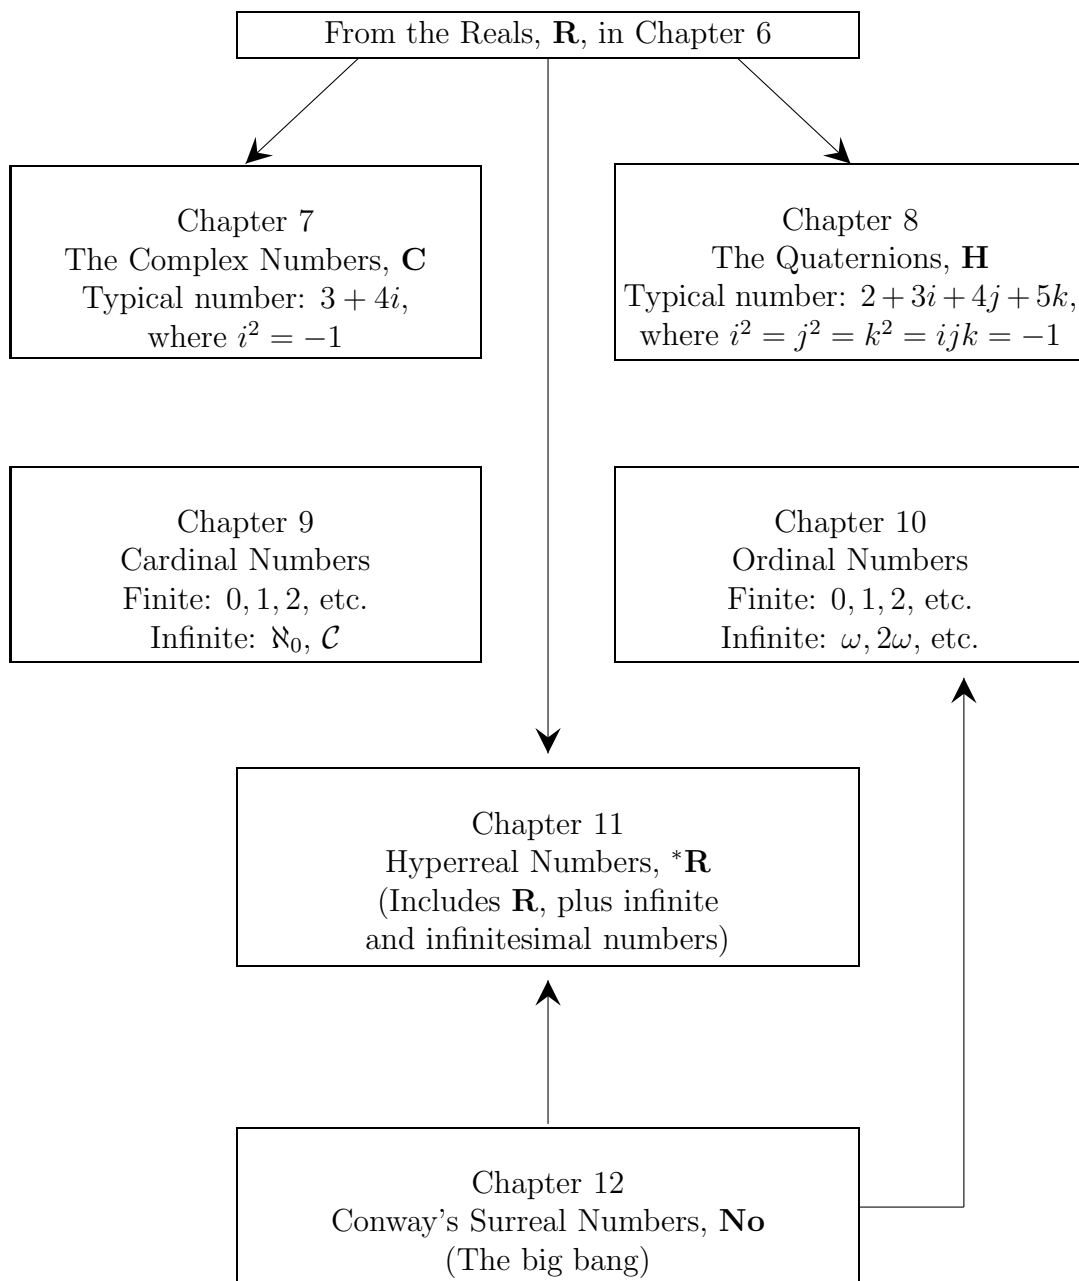 From the Reals, R, in Chapter 6
Chapter 7
The Complex Numbers, C
Typical number: 3 + 4i,
where i² = −1
Chapter 8
The Quaternions, H
Typical number: 2 + 3i + 4j + 5k,
where i² = j² = k² = ijk = −1
Chapter 9
Cardinal Numbers
Finite: 0, 1, 2, etc.
Infinite: ℵ₀, 𝒞
Chapter 10
Ordinal Numbers
Finite: 0, 1, 2, etc.
Infinite: ω, 2ω, etc.
Chapter 11
Hyperreal Numbers, *R
(Includes R, plus infinite
and infinitesimal numbers)
Chapter 12
Conway's Surreal Numbers, No
(The big bang)